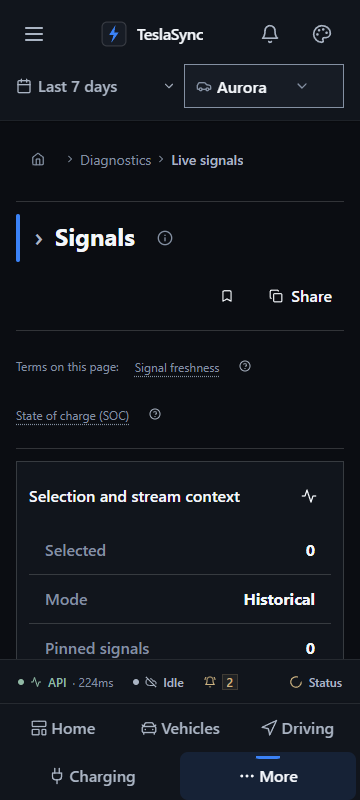 TeslaSync
Last 7 days
Aurora
Diagnostics
Live signals
Signals
Share
Terms on this page: Signal freshness
State of charge (SOC)
Selection and stream context
Selected 0
Mode Historical
Pinned signals 0
API · 224ms Idle 2 Status
Home Vehicles Driving
Charging More